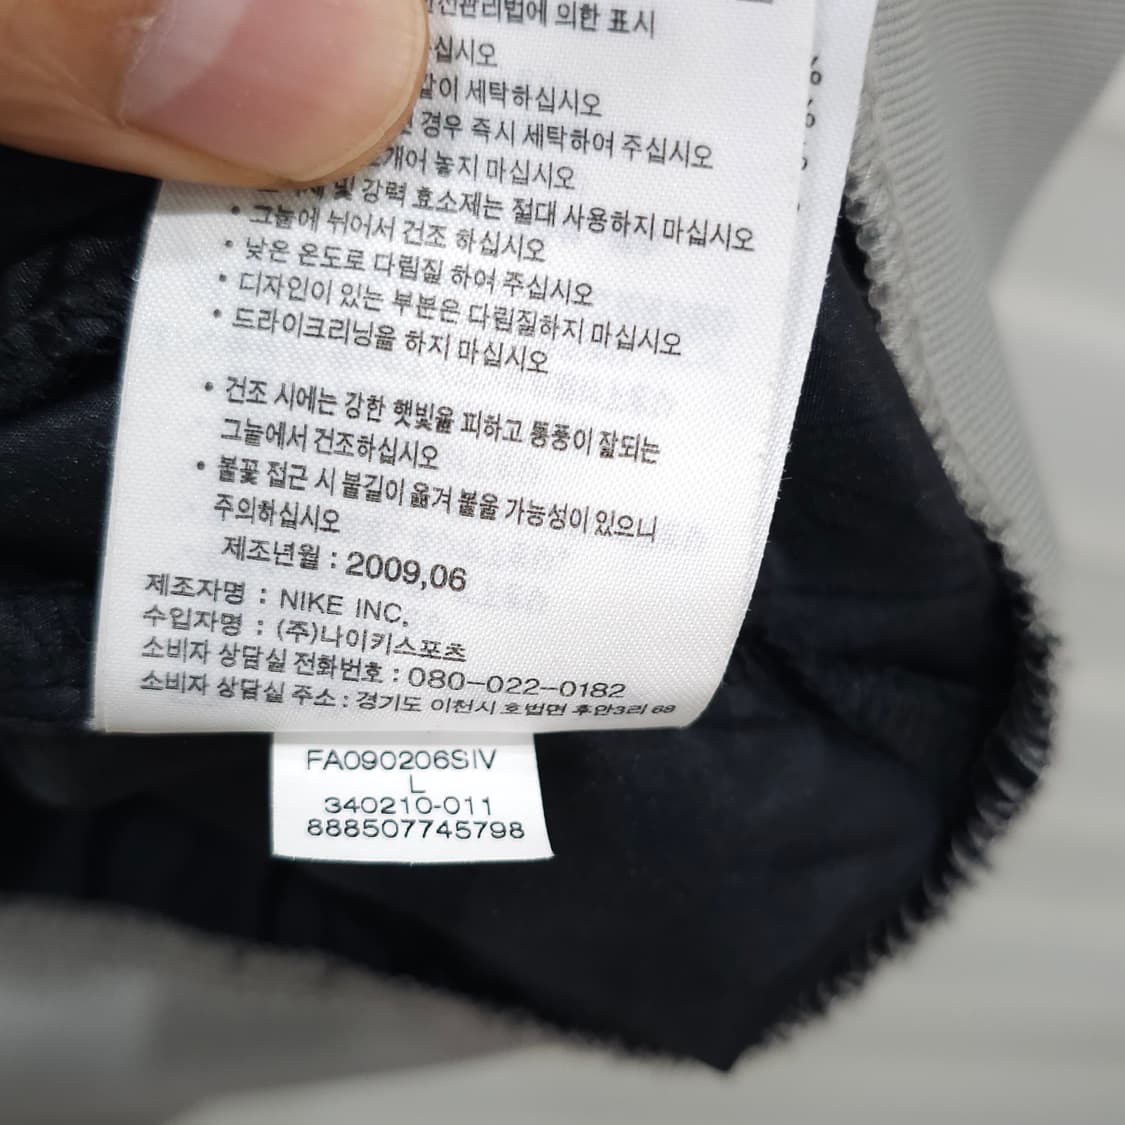 의한 표시
십시오
같이 세탁하십시오
경우 즉시 세탁하여 주십시오
놓지 마십시오
및 강력 효소제는 절대 사용하지 마십시오
• 그늘에 뉘어서 건조 하십시오
• 낮은 온도로 다림질 하여 주십시오
• 디자인이 있는 부분은 다림질하지 마십시오
• 드라이크리닝을 하지 마십시오
• 건조 시에는 강한 햇빛을 피하고 통풍이 잘되는
그늘에서 건조하십시오
• 불꽃 접근 시 불길이 옮겨 붙을 가능성이 있으니
주의하십시오
제조년월 : 2009,06
제조자명 : NIKE INC.
수입자명 : (주)나이키스포츠
소비자 상담실 전화번호 : 080-022-0182
소비자 상담실 주소 : 경기도 이천시 호법면 후안3리 68
FA090206SIV
L
340210-011
888507745798